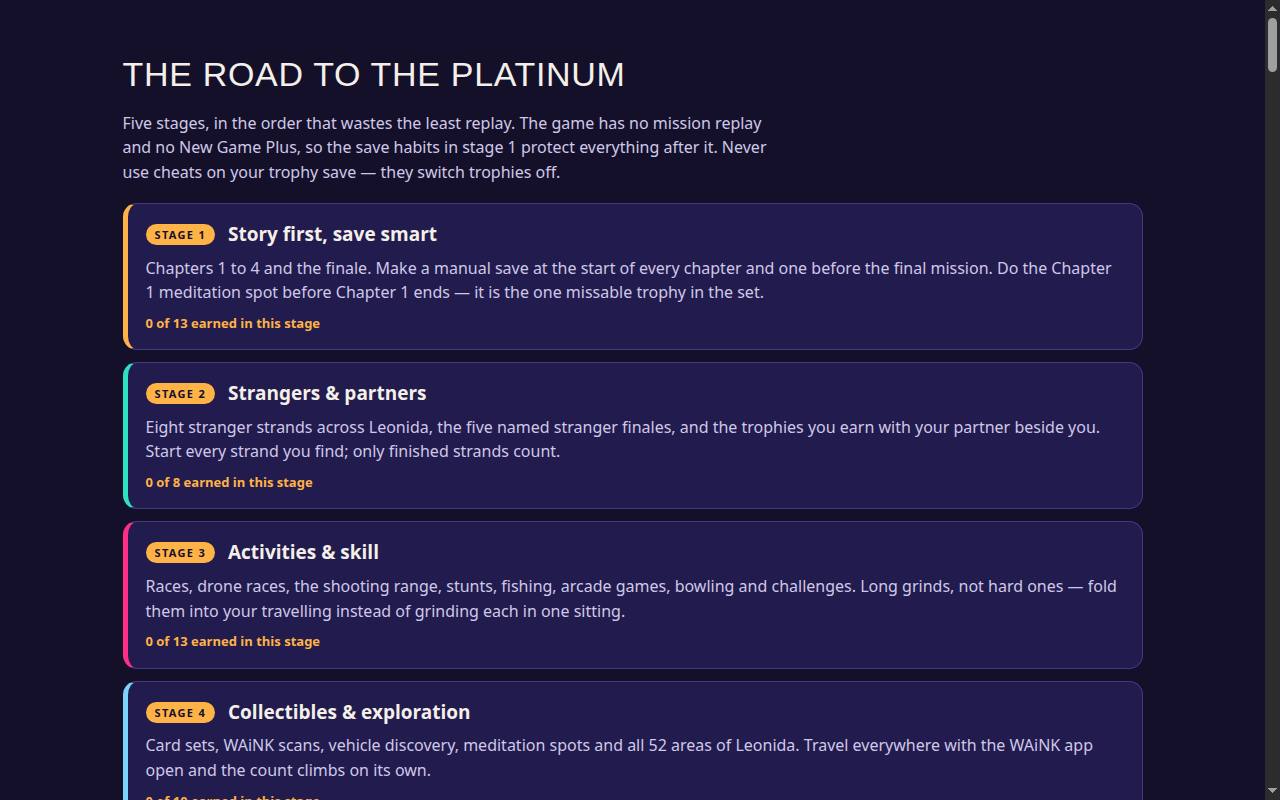 THE ROAD TO THE PLATINUM
Five stages, in the order that wastes the least replay. The game has no mission replay
and no New Game Plus, so the save habits in stage 1 protect everything after it. Never
use cheats on your trophy save — they switch trophies off.
STAGE 1 Story first, save smart
Chapters 1 to 4 and the finale. Make a manual save at the start of every chapter and one before the final mission. Do the Chapter
1 meditation spot before Chapter 1 ends — it is the one missable trophy in the set.
0 of 13 earned in this stage
STAGE 2 Strangers & partners
Eight stranger strands across Leonida, the five named stranger finales, and the trophies you earn with your partner beside you.
Start every strand you find; only finished strands count.
0 of 8 earned in this stage
STAGE 3 Activities & skill
Races, drone races, the shooting range, stunts, fishing, arcade games, bowling and challenges. Long grinds, not hard ones — fold
them into your travelling instead of grinding each in one sitting.
0 of 13 earned in this stage
STAGE 4 Collectibles & exploration
Card sets, WAiNK scans, vehicle discovery, meditation spots and all 52 areas of Leonida. Travel everywhere with the WAiNK app
open and the count climbs on its own.